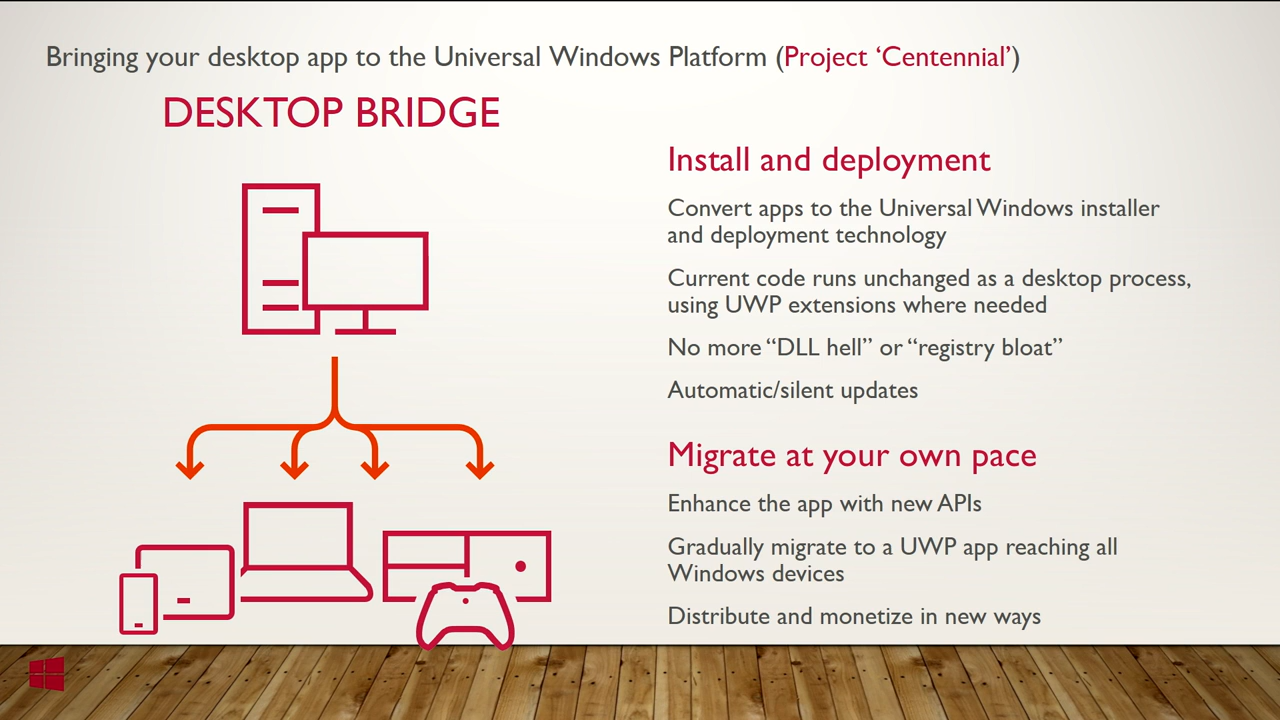 Bringing your desktop app to the Universal Windows Platform (Project ‘Centennial’)
DESKTOP BRIDGE
Install and deployment
Convert apps to the Universal Windows installer
and deployment technology
Current code runs unchanged as a desktop process,
using UWP extensions where needed
No more “DLL hell” or “registry bloat”
Automatic/silent updates
Migrate at your own pace
Enhance the app with new APIs
Gradually migrate to a UWP app reaching all
Windows devices
Distribute and monetize in new ways